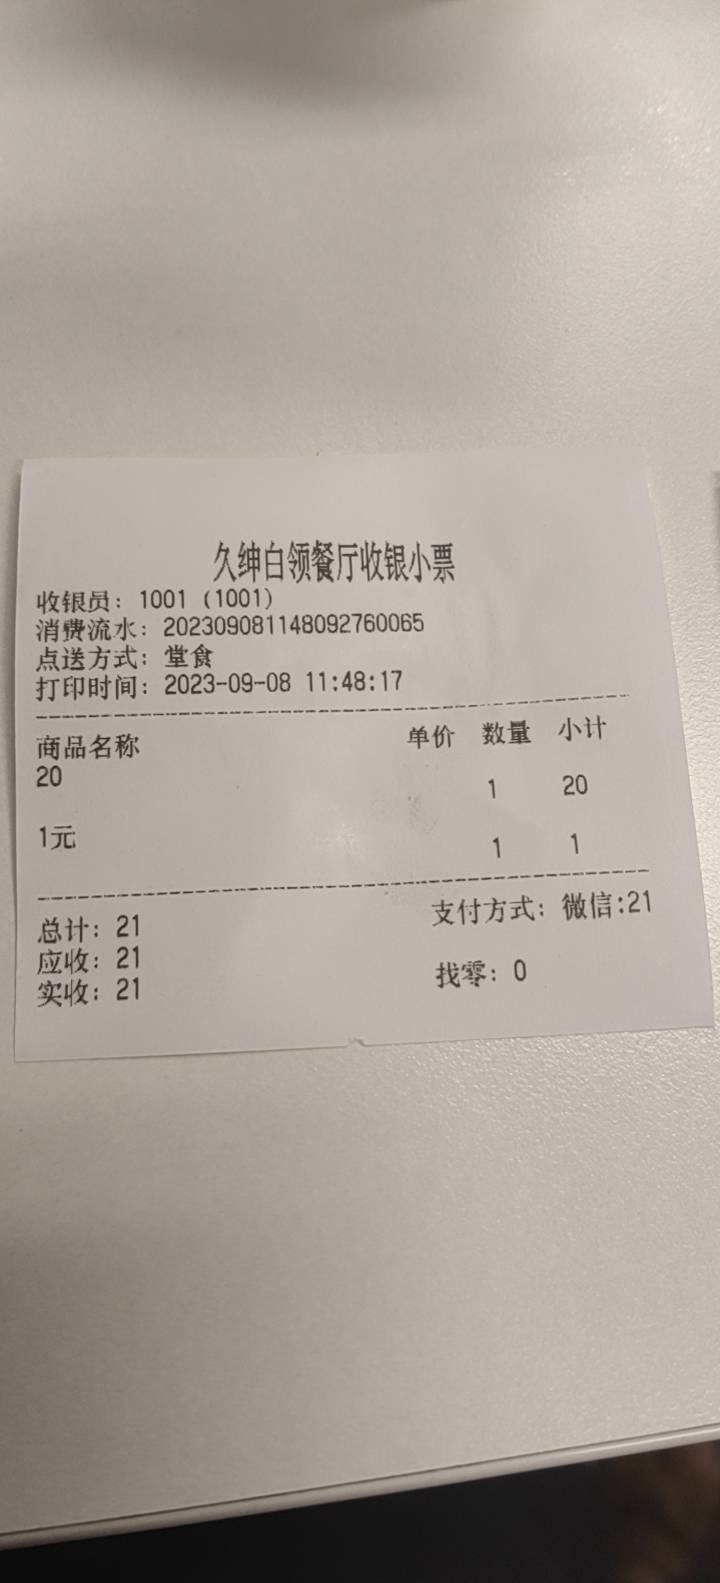 久绅白领餐厅收银小票
收银员: 1001 (1001)
消费流水: 202309081148092760065
点送方式: 堂食
打印时间: 2023-09-08 11:48:17
商品名称 单价 数量 小计
20 1 20
1元 1 1
总计: 21 支付方式: 微信:21
应收: 21
实收: 21 找零: 0